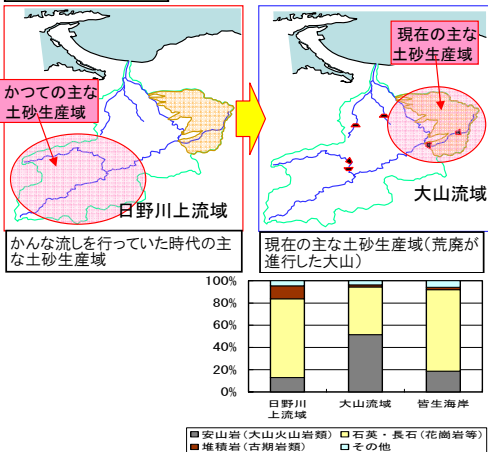 かつての主な
土砂生産域
日野川上流域
かんな流しを行っていた時代の主
な土砂生産域
現在の主な
土砂生産域
大山流域
現在の主な土砂生産域(荒廃が
進行した大山)
100%
80%
60%
40%
20%
0%
日野川
上流域
大山流域
皆生海岸
安山岩(大山火山岩類)
石英・長石(花崗岩等)
堆積岩(古期岩類)
その他